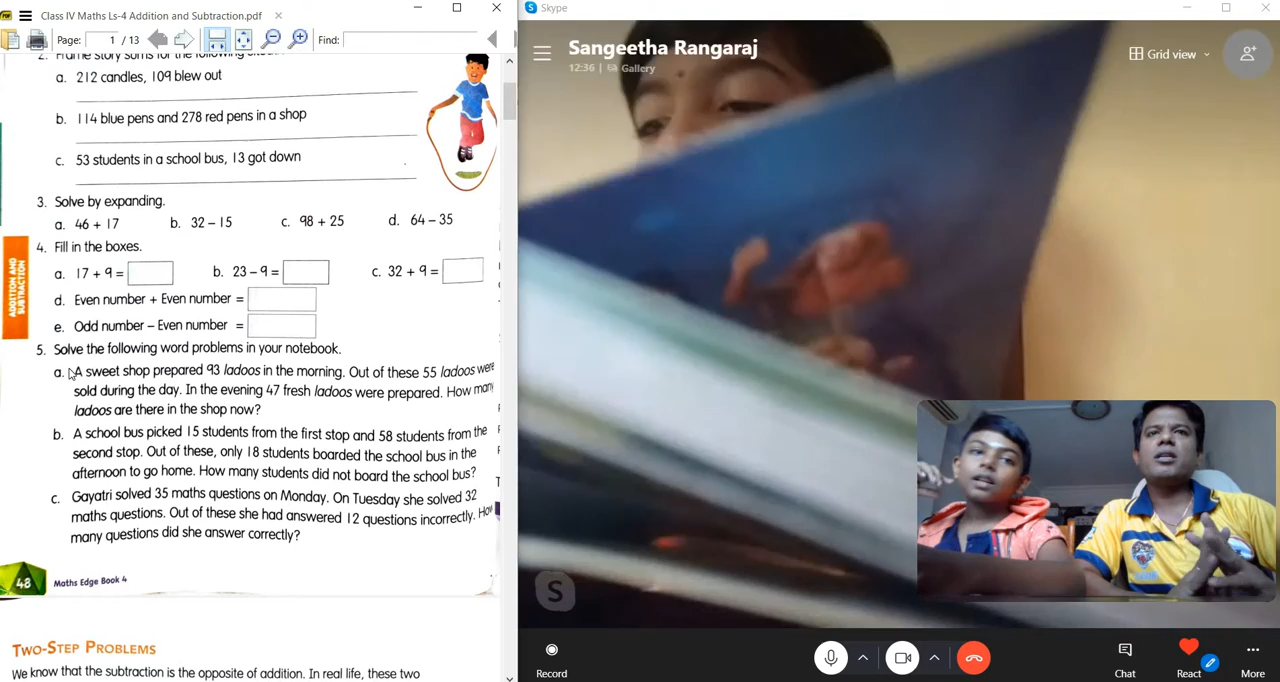 Class IV Maths Ls-4 Addition and Subtraction.pdf
Page: 1 / 13 Find:
a. 212 candles, 109 blew out
b. 114 blue pens and 278 red pens in a shop
c. 53 students in a school bus, 13 got down
3. Solve by expanding.
a. 46 + 17 b. 32 – 15 c. 98 + 25 d. 64 – 35
4. Fill in the boxes.
a. 17 + 9 = b. 23 – 9 = c. 32 + 9 =
d. Even number + Even number =
e. Odd number – Even number =
5. Solve the following word problems in your notebook.
a. A sweet shop prepared 93 ladoos in the morning. Out of these 55 ladoos were
sold during the day. In the evening 47 fresh ladoos were prepared. How many
ladoos are there in the shop now?
b. A school bus picked 15 students from the first stop and 58 students from the
second stop. Out of these, only 18 students boarded the school bus in the
afternoon to go home. How many students did not board the school bus?
c. Gayatri solved 35 maths questions on Monday. On Tuesday she solved 32
maths questions. Out of these she had answered 12 questions incorrectly. How
many questions did she answer correctly?
ADDITION AND
SUBTRACTION
48 Maths Edge Book 4
TWO-STEP PROBLEMS
We know that the subtraction is the opposite of addition. In real life, these two
Skype
Sangeetha Rangaraj
12:36 | Gallery
Grid view
Record
Chat
React
More